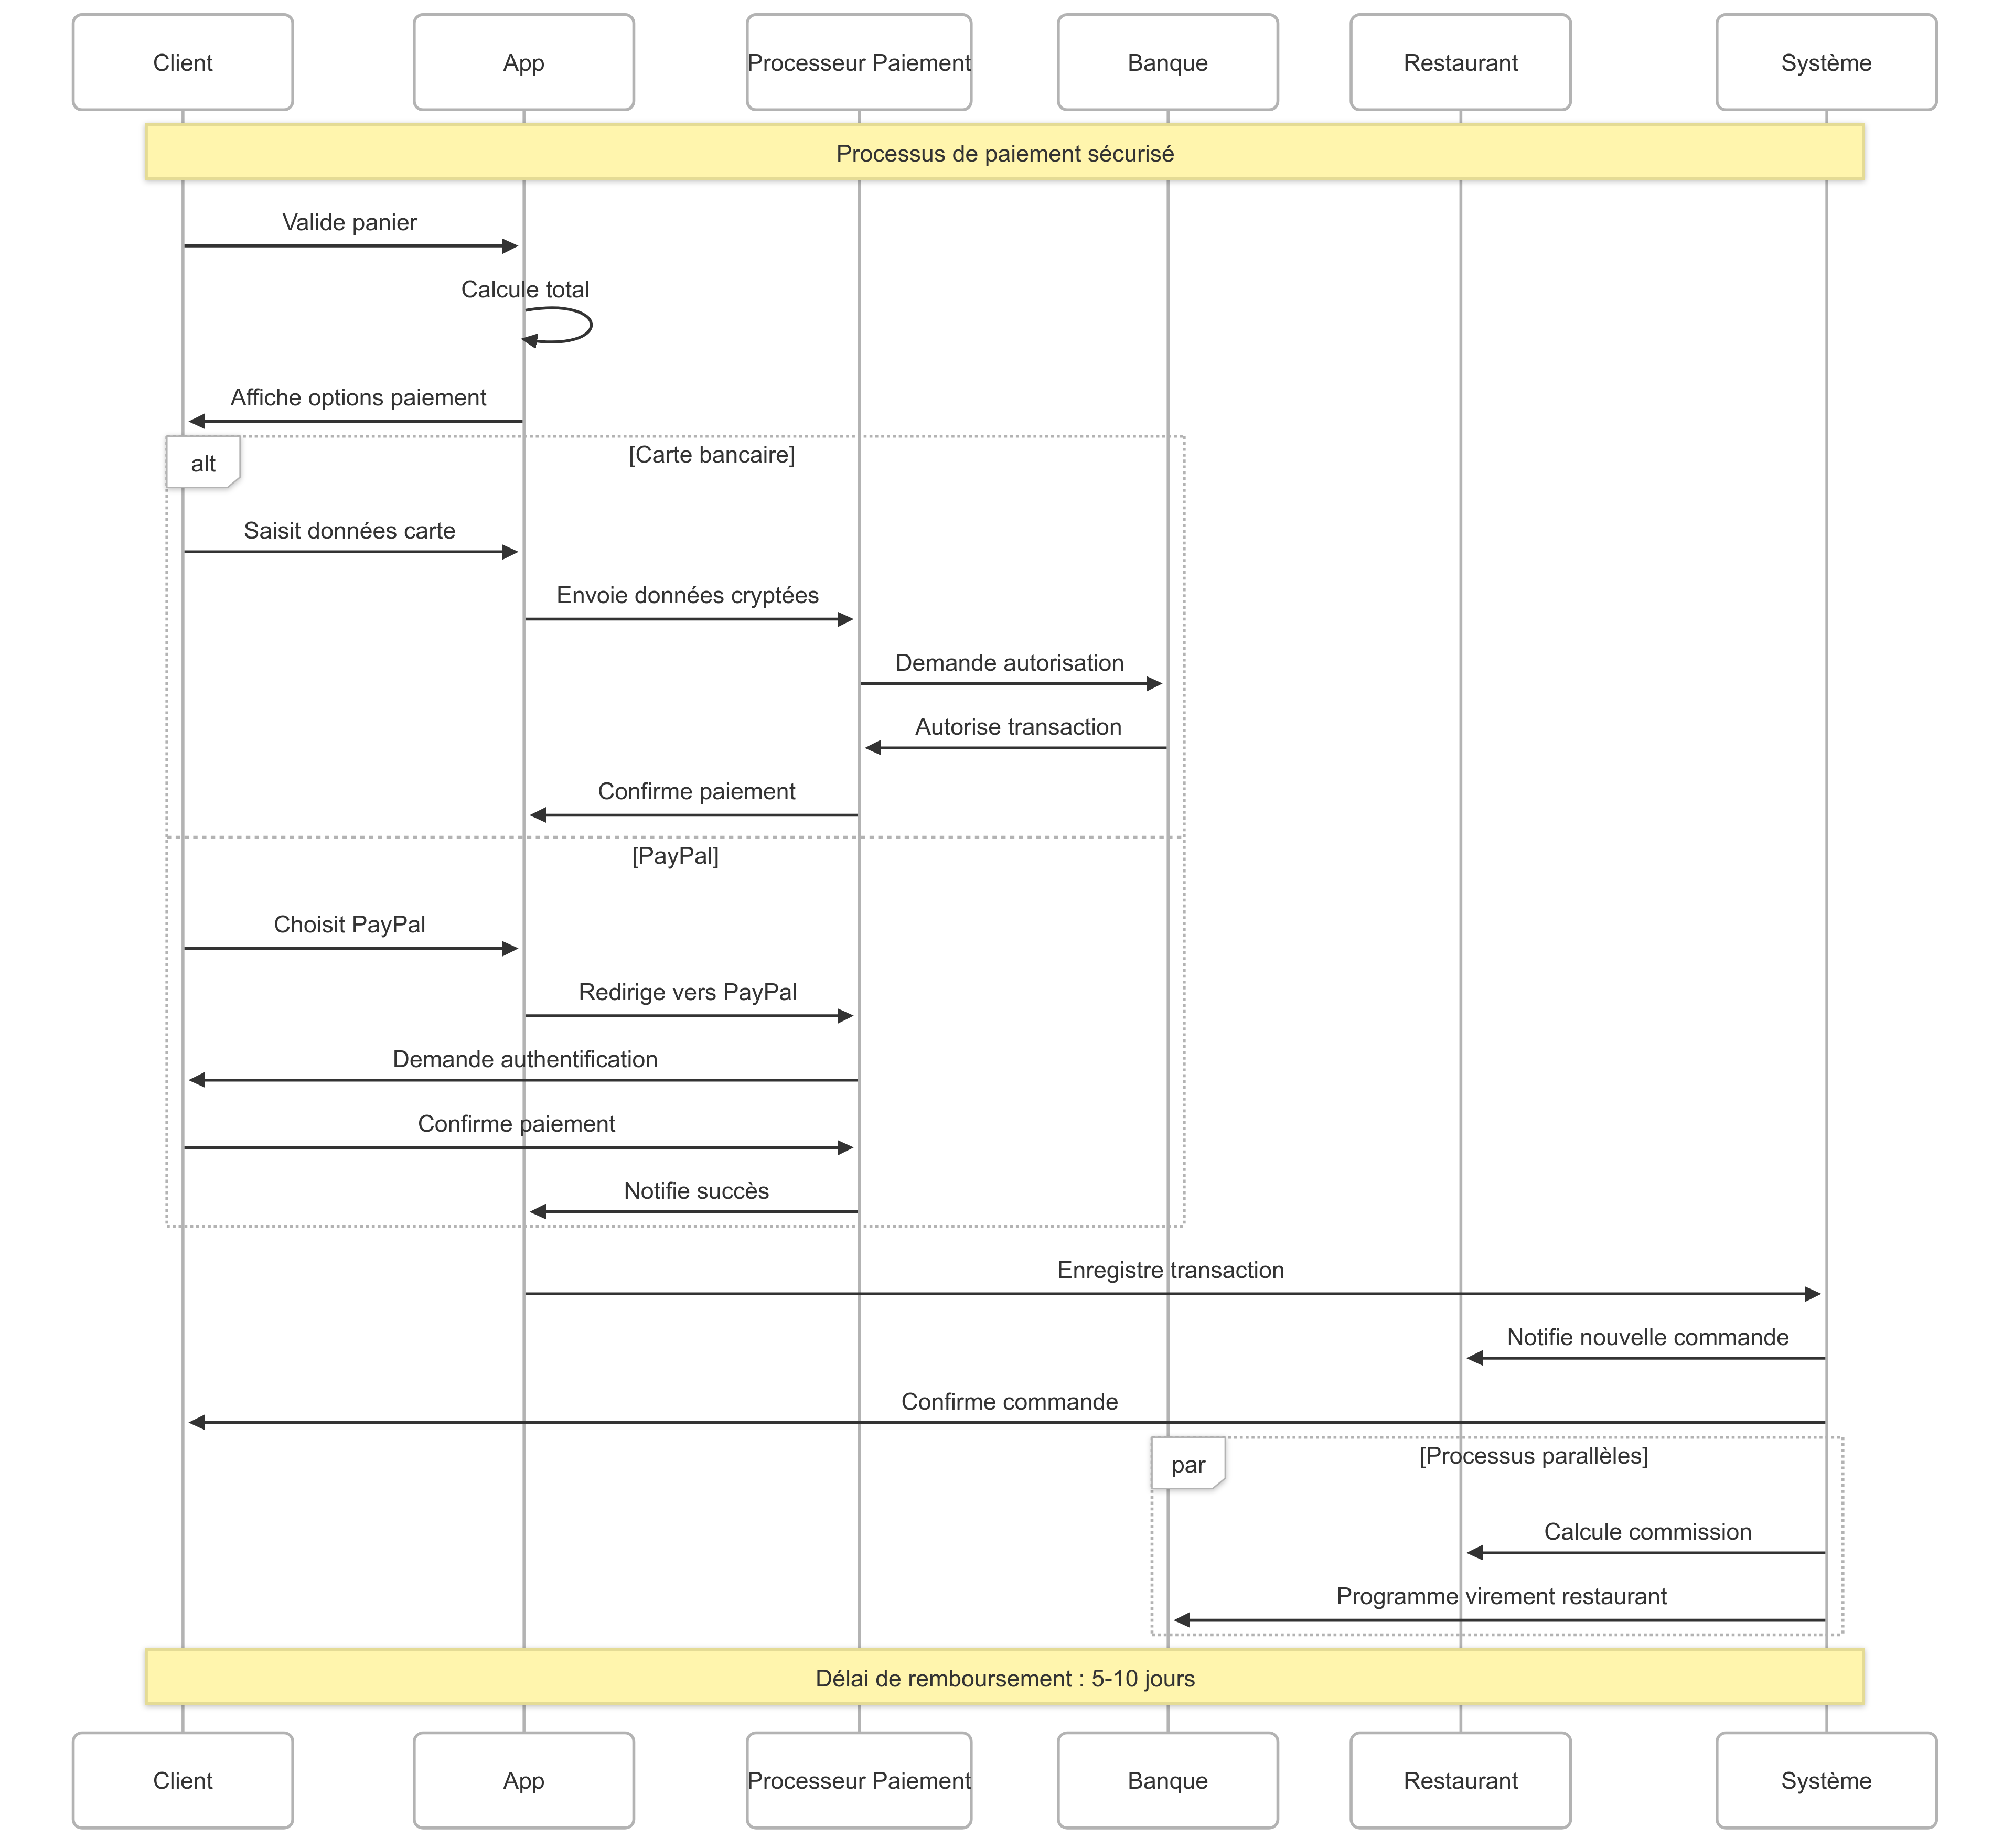 Client
App
Processeur Paiement
Banque
Restaurant
Système
Processus de paiement sécurisé
Valide panier
Calcule total
Affiche options paiement
alt
[Carte bancaire]
Saisit données carte
Envoie données cryptées
Demande autorisation
Autorise transaction
Confirme paiement
[PayPal]
Choisit PayPal
Redirige vers PayPal
Demande authentification
Confirme paiement
Notifie succès
Enregistre transaction
Notifie nouvelle commande
Confirme commande
par
[Processus parallèles]
Calcule commission
Programme virement restaurant
Délai de remboursement : 5-10 jours
Client
App
Processeur Paiement
Banque
Restaurant
Système